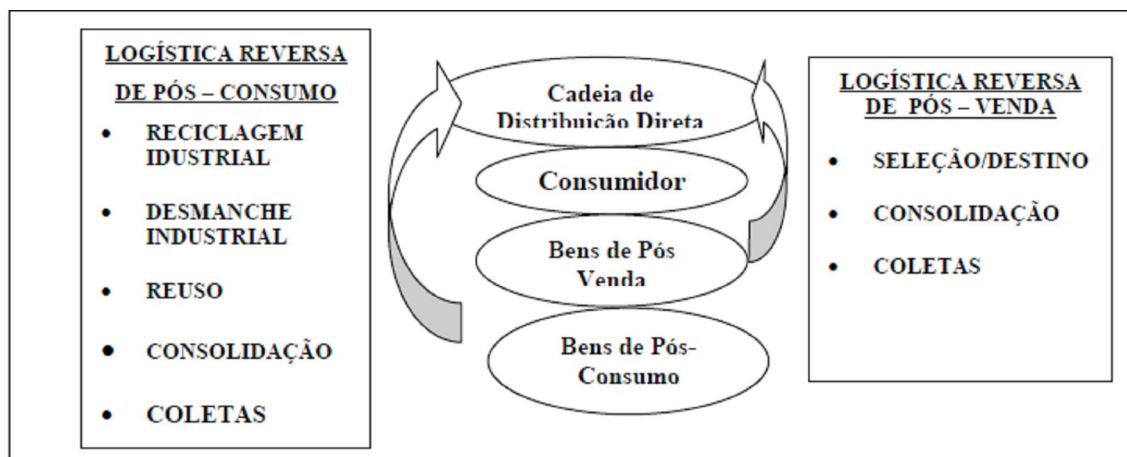 LOGÍSTICA REVERSA
DE PÓS – CONSUMO
• RECICLAGEM
IDUSTRIAL
• DESMANCHE
INDUSTRIAL
• REUSO
• CONSOLIDAÇÃO
• COLETAS
Cadeia de
Distribuição Direta
Consumidor
Bens de Pós
Venda
Bens de Pós-
Consumo
LOGÍSTICA REVERSA
DE PÓS – VENDA
• SELEÇÃO/DESTINO
• CONSOLIDAÇÃO
• COLETAS